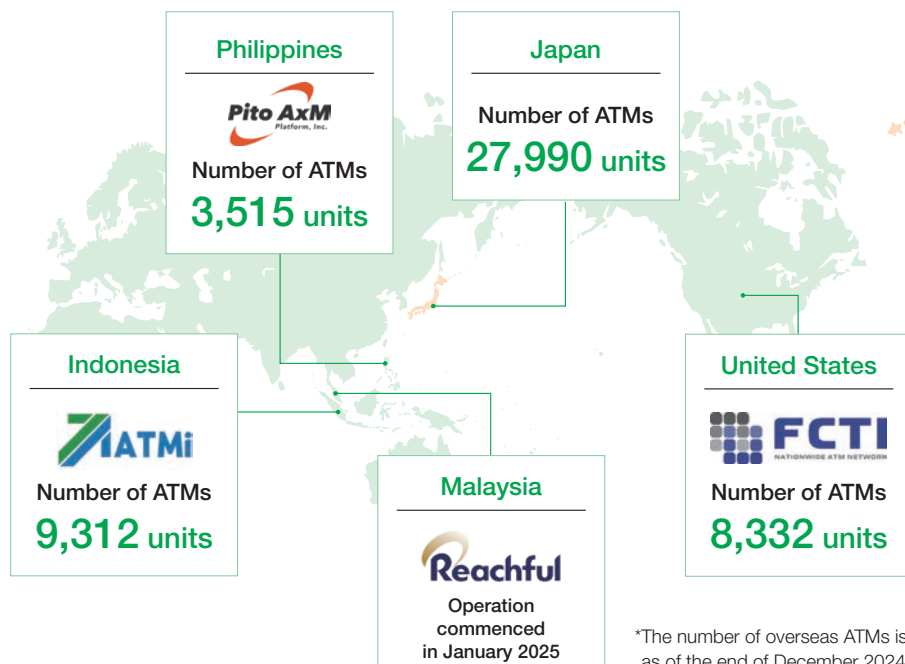 Philippines
Pito AxM
Platform, Inc.
Number of ATMs
3,515 units
Japan
Number of ATMs
27,990 units
Indonesia
ATMi
Number of ATMs
9,312 units
Malaysia
Reachful
Operation
commenced
in January 2025
United States
FCTI
NATIONWIDE ATM NETWORK
Number of ATMs
8,332 units
*The number of overseas ATMs is
as of the end of December 2024